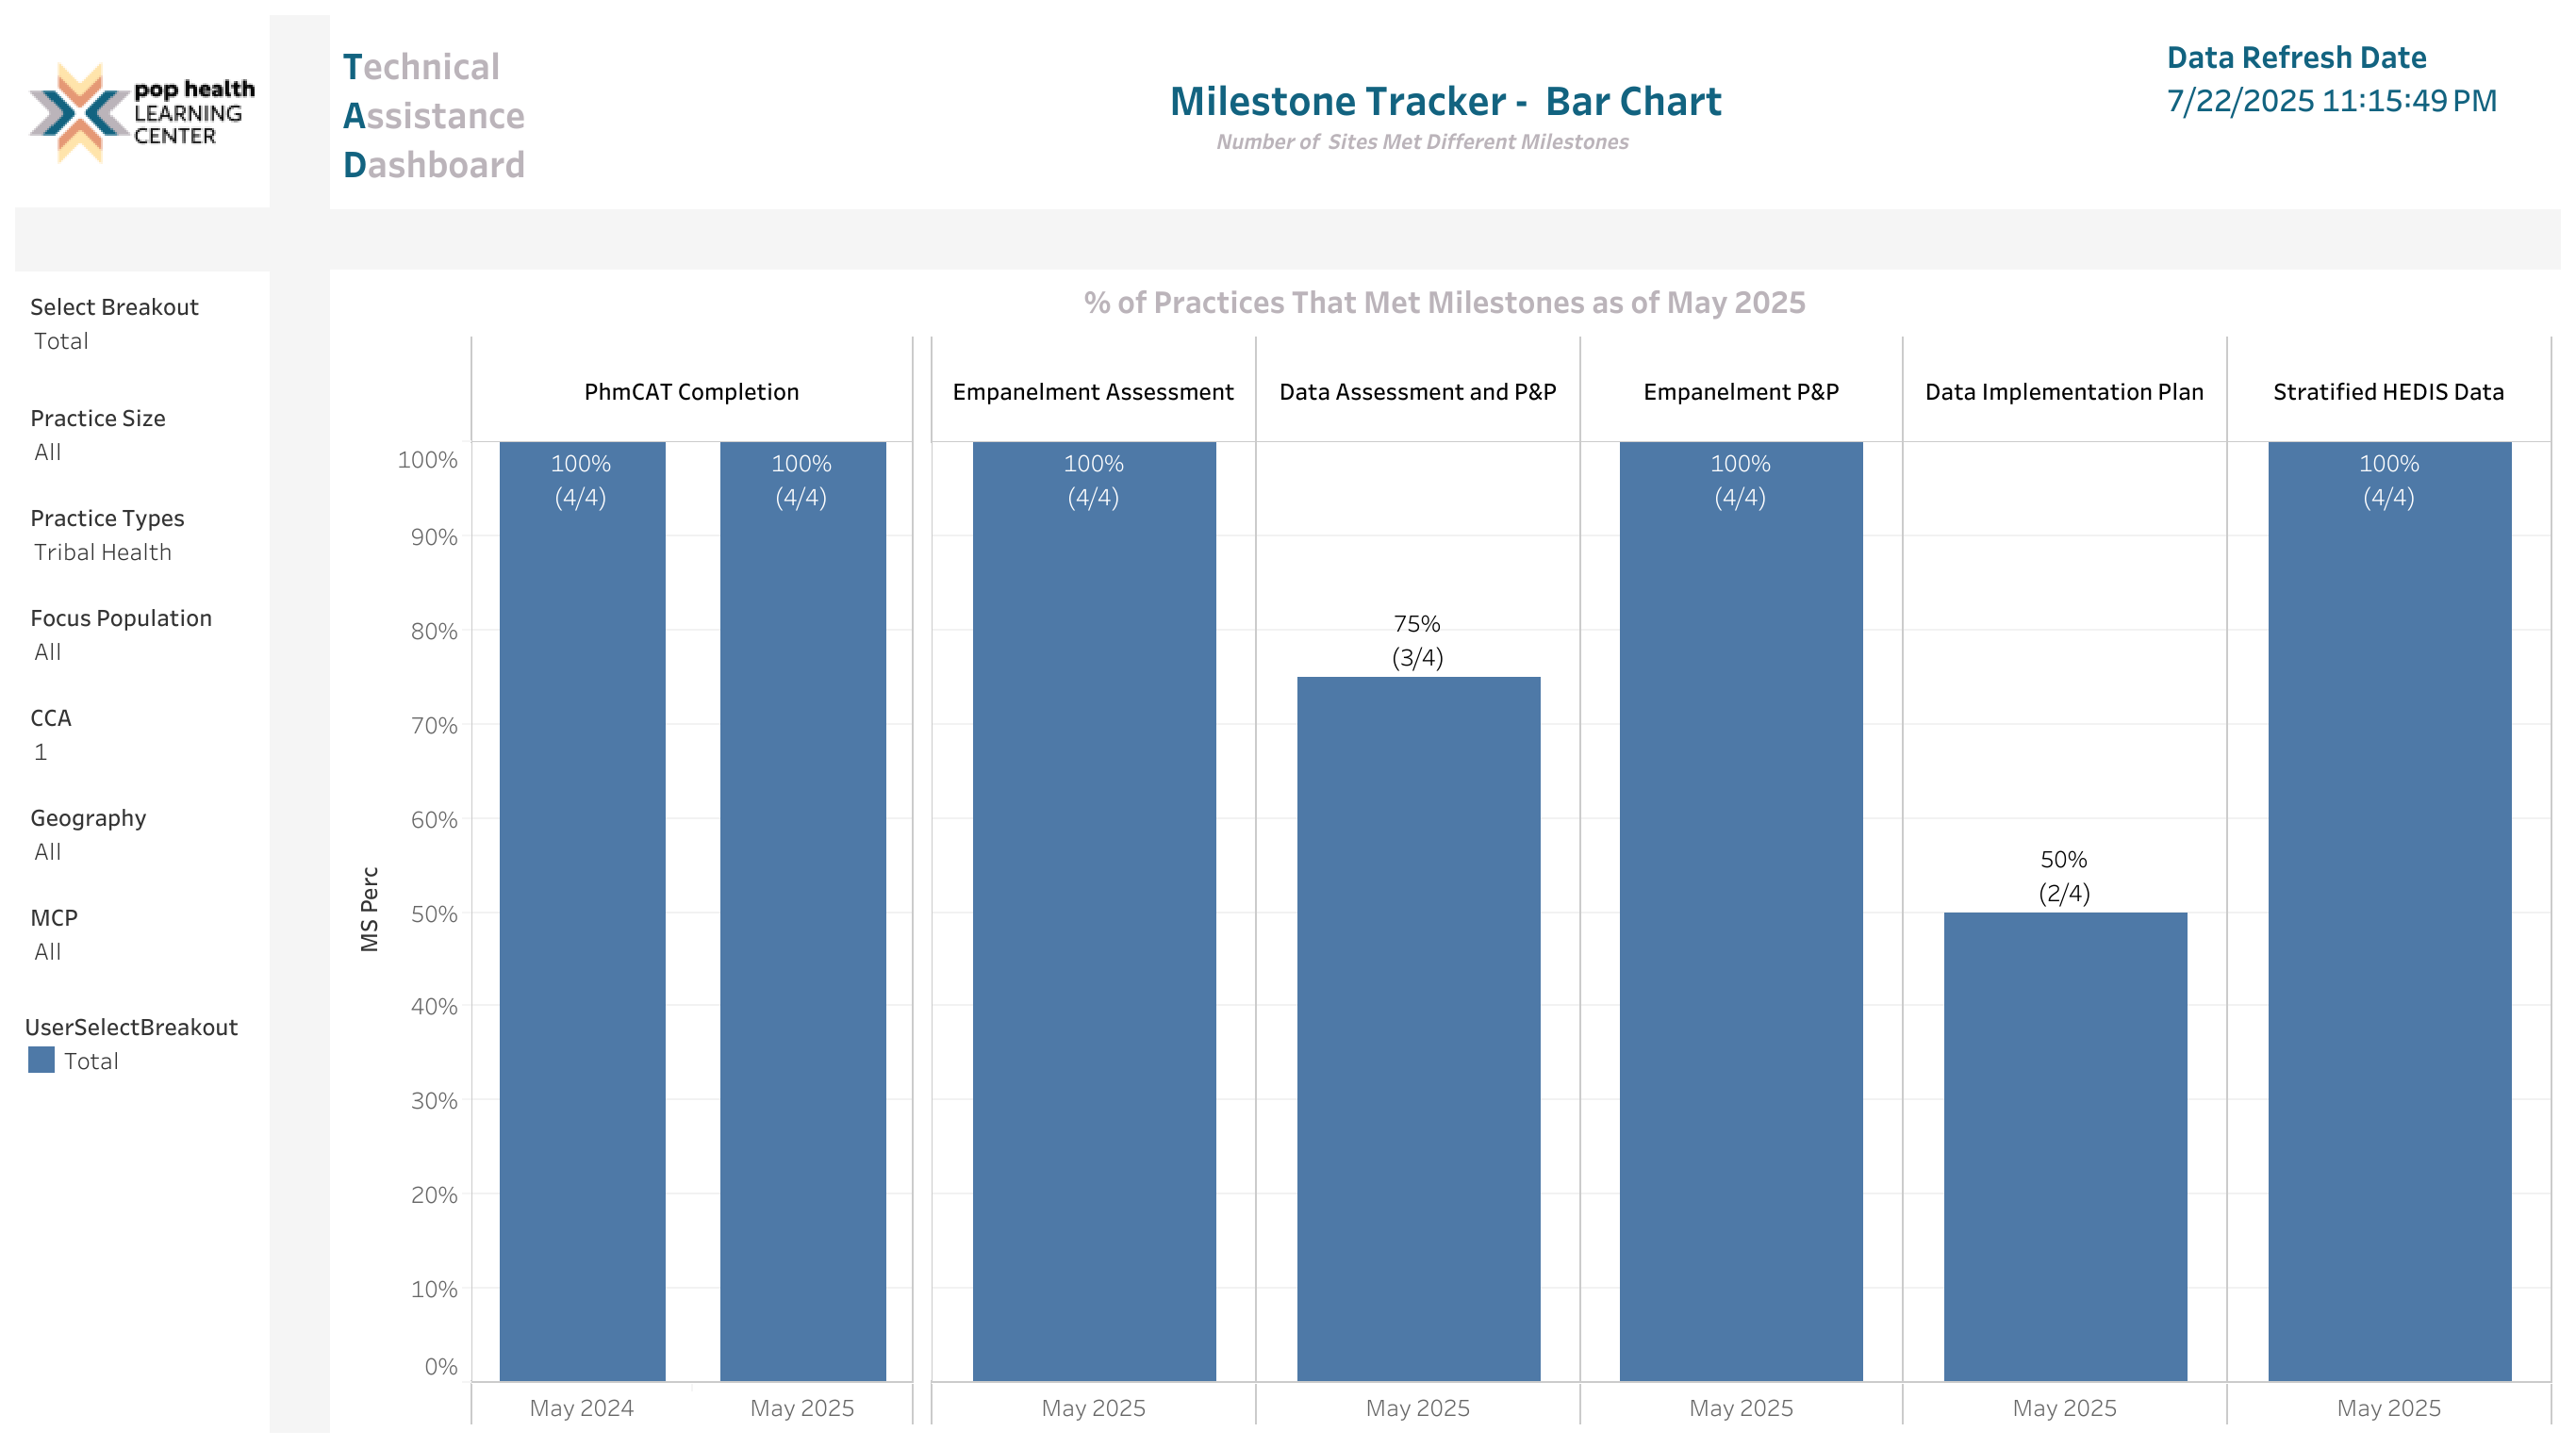 pop health
LEARNING
CENTER
Technical
Assistance
Dashboard
Milestone Tracker - Bar Chart
Number of Sites Met Different Milestones
Data Refresh Date
7/22/2025 11:15:49 PM
Select Breakout
Total
Practice Size
All
Practice Types
Tribal Health
Focus Population
All
CCA
1
Geography
All
MCP
All
UserSelectBreakout
Total
% of Practices That Met Milestones as of May 2025
PhmCAT Completion
Empanelment Assessment
Data Assessment and P&P
Empanelment P&P
Data Implementation Plan
Stratified HEDIS Data
MS Perc
100%
90%
80%
70%
60%
50%
40%
30%
20%
10%
0%
100%
(4/4)
100%
(4/4)
100%
(4/4)
75%
(3/4)
100%
(4/4)
50%
(2/4)
100%
(4/4)
May 2024
May 2025
May 2025
May 2025
May 2025
May 2025
May 2025